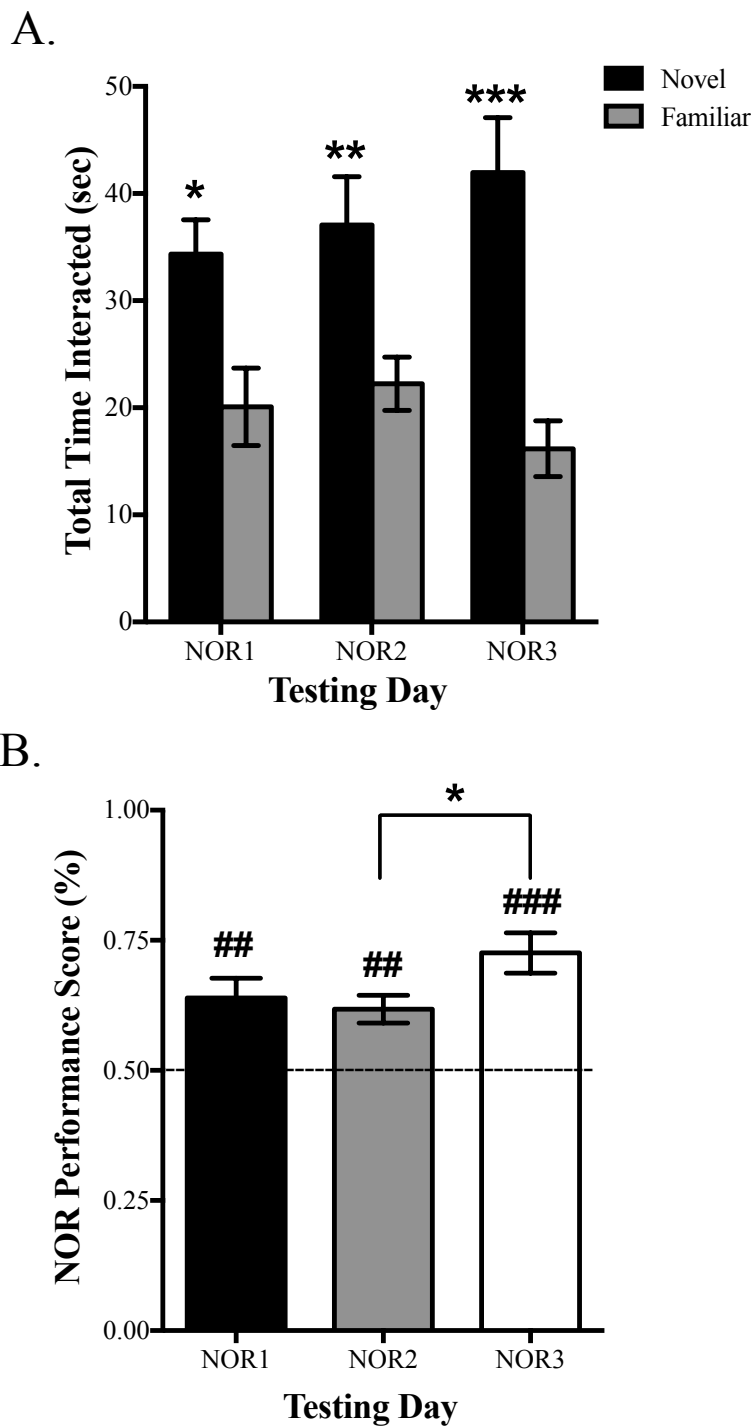 A.
Novel
Familiar
Total Time Interacted (sec)
50
40
30
20
10
0
*
**
***
NOR1 NOR2 NOR3
Testing Day
B.
NOR Performance Score (%)
1.00
0.75
0.50
0.25
0.00
*
##
##
###
NOR1 NOR2 NOR3
Testing Day